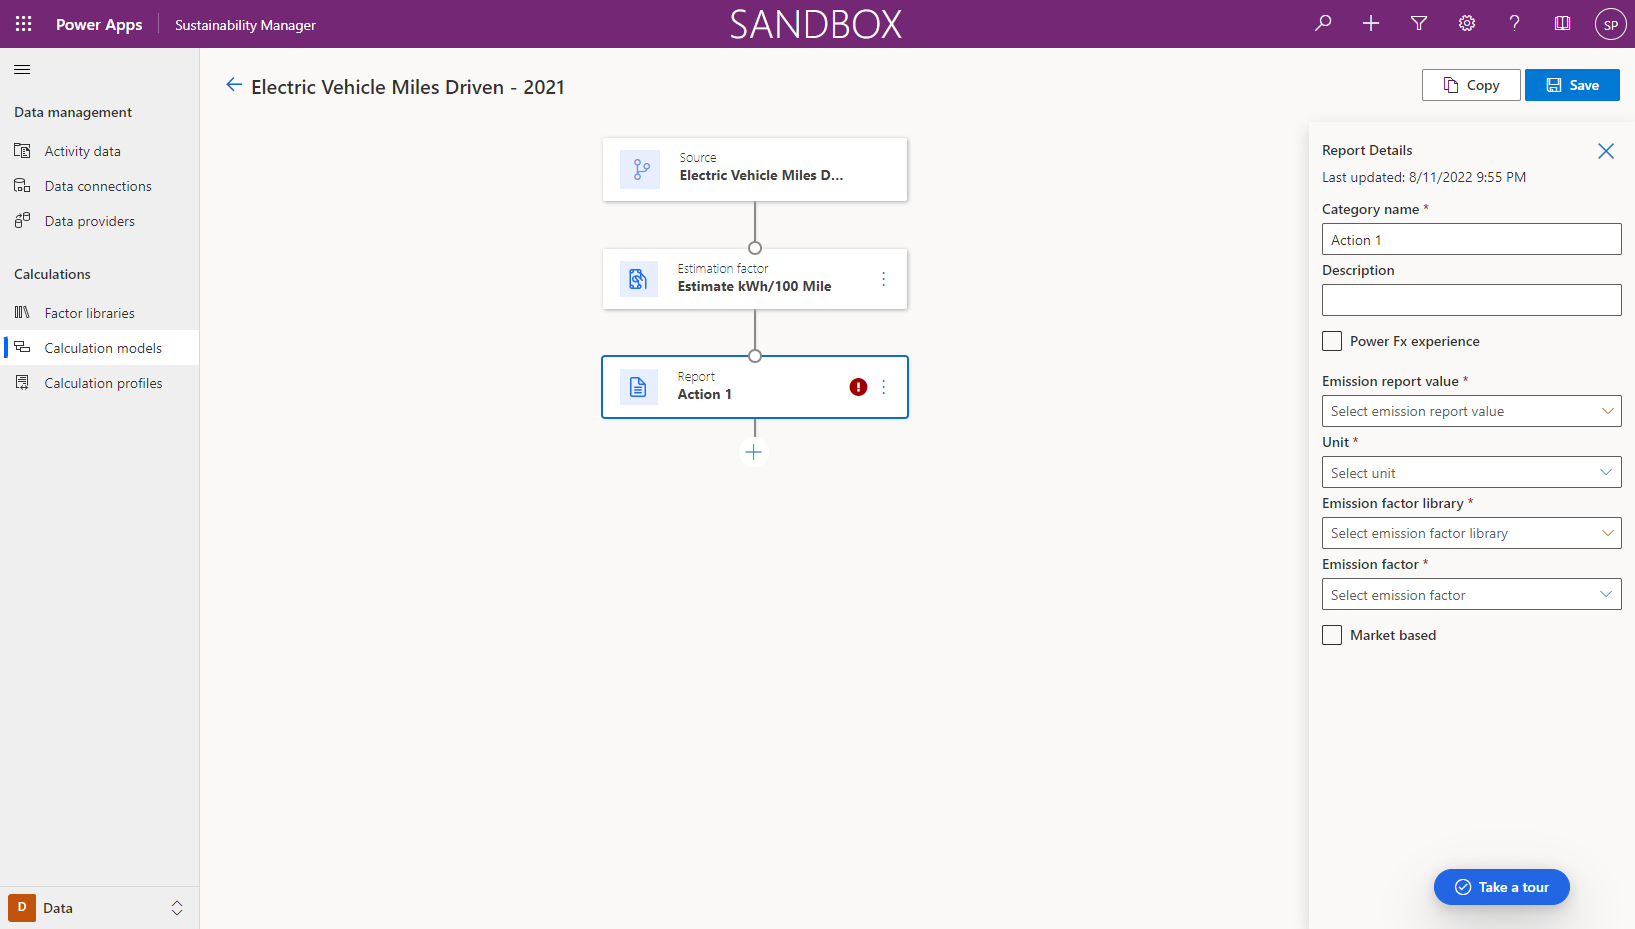 Power Apps
Sustainability Manager
SANDBOX
?
SP
Data management
Activity data
Data connections
Data providers
Calculations
Factor libraries
Calculation models
Calculation profiles
D
Data
Electric Vehicle Miles Driven - 2021
Copy
Save
Source
Electric Vehicle Miles D...
Estimation factor
Estimate kWh/100 Mile
Report
Action 1
Report Details
Last updated: 8/11/2022 9:55 PM
Category name *
Action 1
Description
Power Fx experience
Emission report value *
Select emission report value
Unit *
Select unit
Emission factor library *
Select emission factor library
Emission factor *
Select emission factor
Market based
Take a tour